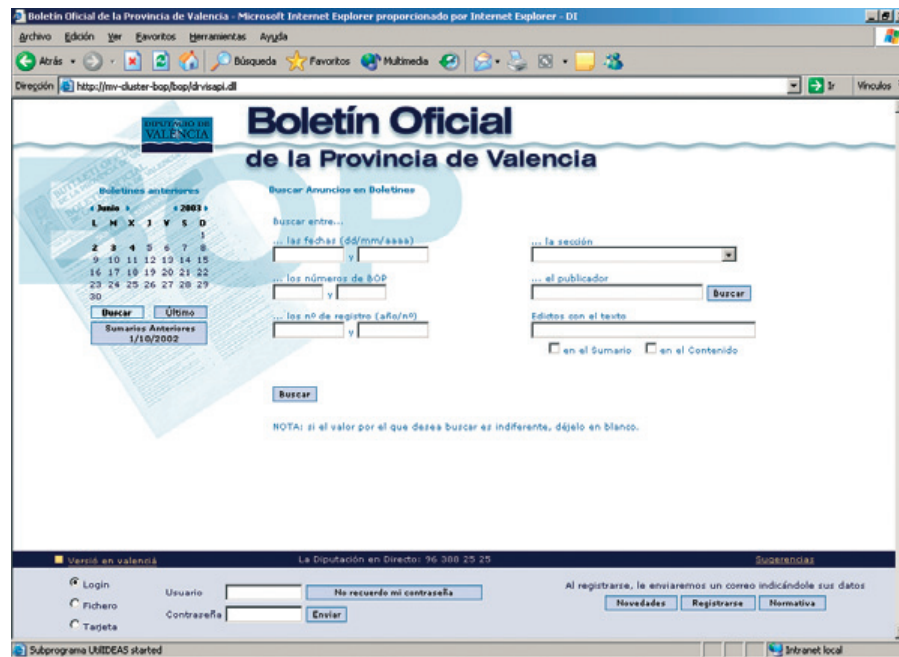 Boletín Oficial de la Provincia de Valencia - Microsoft Internet Explorer proporcionado por Internet Explorer - DI
Archivo Edición Ver Favoritos Herramientas Ayuda
Atrás Búsqueda Favoritos Multimedia
Dirección http://mv-cluster-bop/bop/drvisapi.dll Ir Vínculos
DIPUTACIÓ DE
VALÈNCIA
Boletín Oficial
de la Provincia de Valencia
BOP
Boletines anteriores
Junio 2003
L M X J V S D
1
2 3 4 5 6 7 8
9 10 11 12 13 14 15
16 17 18 19 20 21 22
23 24 25 26 27 28 29
30
Buscar Último
Sumarios Anteriores
1/10/2002
Buscar Anuncios en Boletines
Buscar entre...
... las fechas (dd/mm/aaaa)
y
... los números de BOP
y
... los nº de registro (año/nº)
y
... la sección
... el publicador
Buscar
Edictos con el texto
en el Sumario en el Contenido
Buscar
NOTA: si el valor por el que desea buscar es indiferente, déjelo en blanco.
Versió en valencià La Diputación en Directo: 96 388 25 25 Sugerencias
Login
Fichero
Tarjeta
Usuario No recuerdo mi contraseña
Contraseña Enviar
Al registrarse, le enviaremos un correo indicándole sus datos
Novedades Registrarse Normativa
Subprograma UtilIDEAS started Intranet local